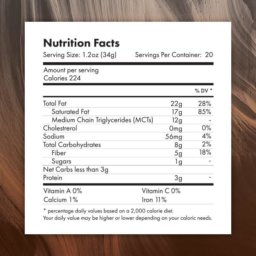 Nutrition Facts
Serving Size: 1.2oz (34g) Servings Per Container: 20
Amount per serving
Calories 224
% DV *
Total Fat 22g 28%
Saturated Fat 17g 85%
Medium Chain Triglycerides (MCTs) 12g -
Cholesterol 0mg 0%
Sodium 56mg 4%
Total Carbohydrates 8g 2%
Fiber 5g 18%
Sugars 1g -
Net Carbs less than 3g
Protein 3g -
Vitamin A 0% Vitamin C 0%
Calcium 1% Iron 11%
* percentage daily values based on a 2,000 calorie diet.
Your daily value may be higher or lower depending on your caloric needs.